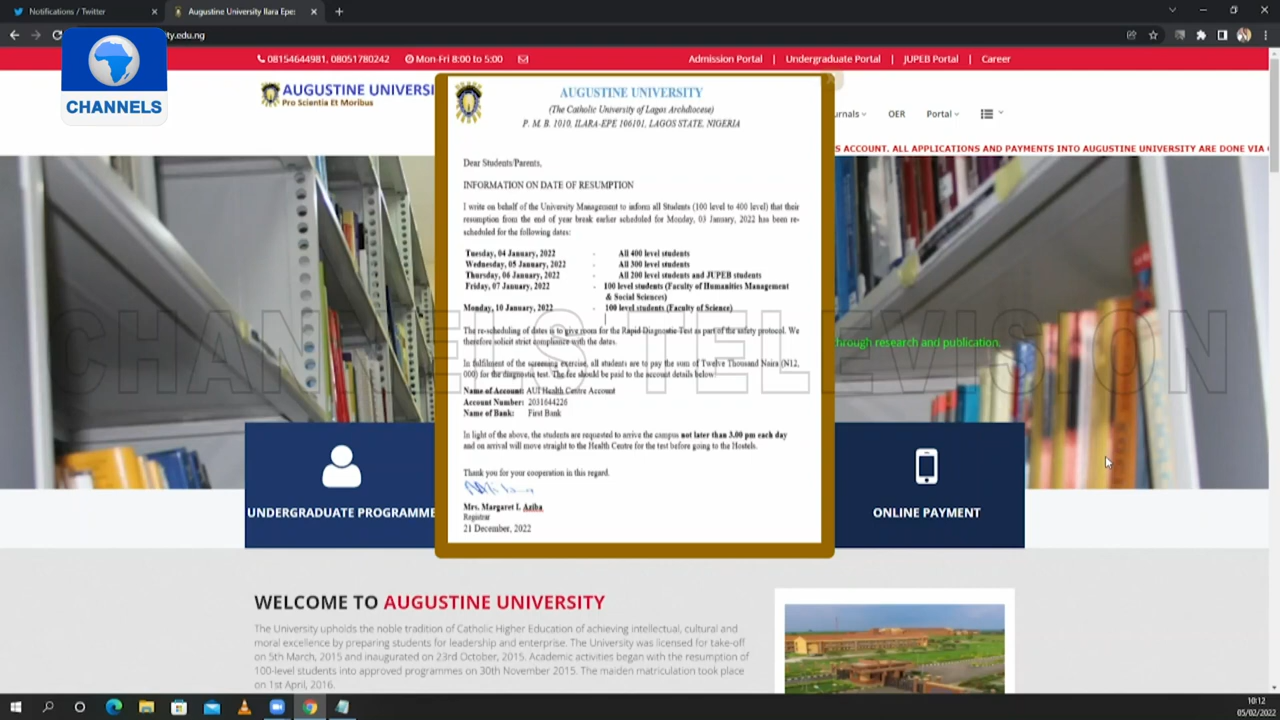 Notifications / Twitter
Augustine University Ilara Epe:
ty.edu.ng
CHANNELS
08154644981, 08051780242
Mon-Fri 8:00 to 5:00
Admission Portal | Undergraduate Portal | JUPEB Portal | Career
AUGUSTINE UNIVERSI
Pro Scientia Et Moribus
urnals
OER
Portal
S ACCOUNT. ALL APPLICATIONS AND PAYMENTS INTO AUGUSTINE UNIVERSITY ARE DONE VIA
AUGUSTINE UNIVERSITY
(The Catholic University of Lagos Archdiocese)
P. M. B. 1010, ILARA-EPE 106101, LAGOS STATE, NIGERIA
Dear Students/Parents,
INFORMATION ON DATE OF RESUMPTION
I write on behalf of the University Management to inform all Students (100 level to 400 level) that their
resumption from the end of year break earlier scheduled for Monday, 03 January, 2022 has been re-
scheduled for the following dates:
Tuesday, 04 January, 2022 - All 400 level students
Wednesday, 05 January, 2022 - All 300 level students
Thursday, 06 January, 2022 - All 200 level students and JUPEB students
Friday, 07 January, 2022 - 100 level students (Faculty of Humanities Management
& Social Sciences)
Monday, 10 January, 2022 - 100 level students (Faculty of Science)
The re-scheduling of dates is to give room for the Rapid Diagnostic Test as part of the safety protocol. We
therefore solicit strict compliance with the dates.
In fulfilment of the screening exercise, all students are to pay the sum of Twelve Thousand Naira (N12,
000) for the diagnostic test. The fee should be paid to the account details below
Name of Account: AUI Health Centre Account
Account Number: 2031644226
Name of Bank: First Bank
In light of the above, the students are requested to arrive the campus not later than 3.00 pm each day
and on arrival will move straight to the Health Centre for the test before going to the Hostels.
Thank you for your cooperation in this regard.
Mrs. Margaret I. Aziba
Registrar
21 December, 2022
CHANNELS TELEVISION
hrough research and publication.
UNDERGRADUATE PROGRAMME
ONLINE PAYMENT
WELCOME TO AUGUSTINE UNIVERSITY
The University upholds the noble tradition of Catholic Higher Education of achieving intellectual, cultural and
moral excellence by preparing students for leadership and enterprise. The University was licensed for take-off
on 5th March, 2015 and inaugurated on 23rd October, 2015. Academic activities began with the resumption of
100-level students into approved programmes on 30th November 2015. The maiden matriculation took place
on 1st April, 2016.
10:12
05/02/2022